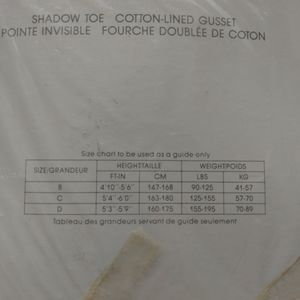 SHADOW TOE COTTON-LINED GUSSET
POINTE INVISIBLE FOURCHE DOUBLÉE DE COTON
Size chart to be used as a guide only
SIZE/GRANDEUR HEIGHT/TAILLE WEIGHT/POIDS
FT-IN CM LBS KG
B 4'10"-5'6" 147-168 90-125 41-57
C 5'4"-6'0" 163-180 125-155 57-70
D 5'3"-5'9" 160-175 155-195 70-89
Tableau des grandeurs servant de guide seulement.